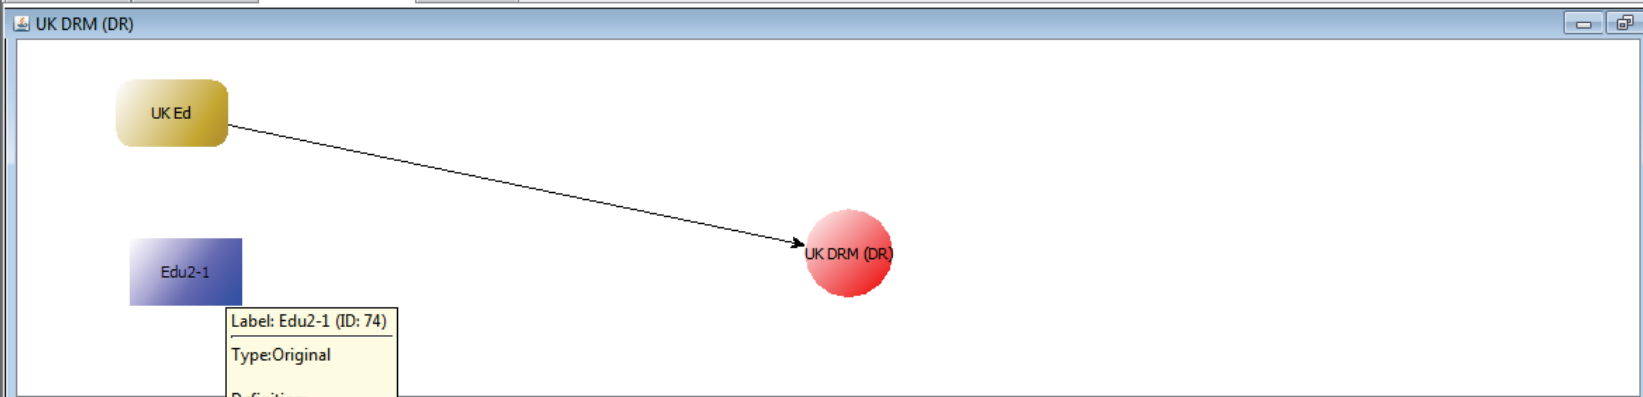 UK DRM (DR)
UK Ed
UK DRM (DR)
Edu2-1
Label: Edu2-1 (ID: 74)
Type:Original